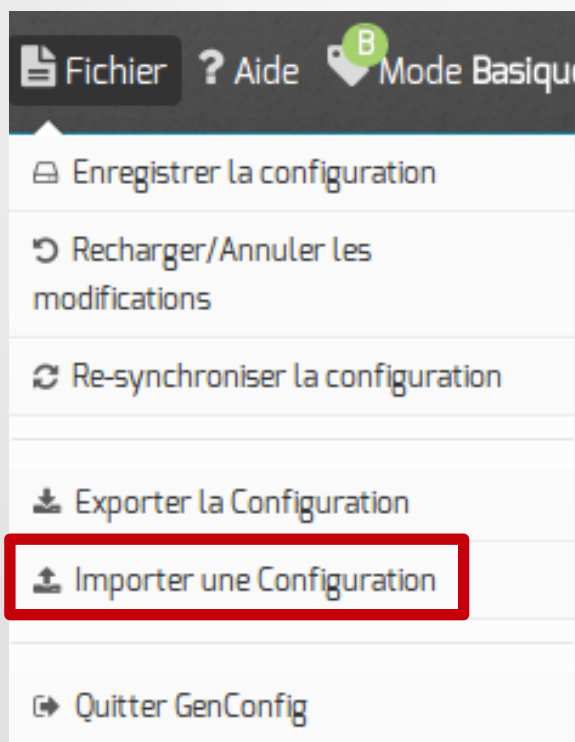 Fichier ? Aide B Mode Basique
Enregistrer la configuration
Recharger/Annuler les
modifications
Re-synchroniser la configuration
Exporter la Configuration
Importer une Configuration
Quitter GenConfig